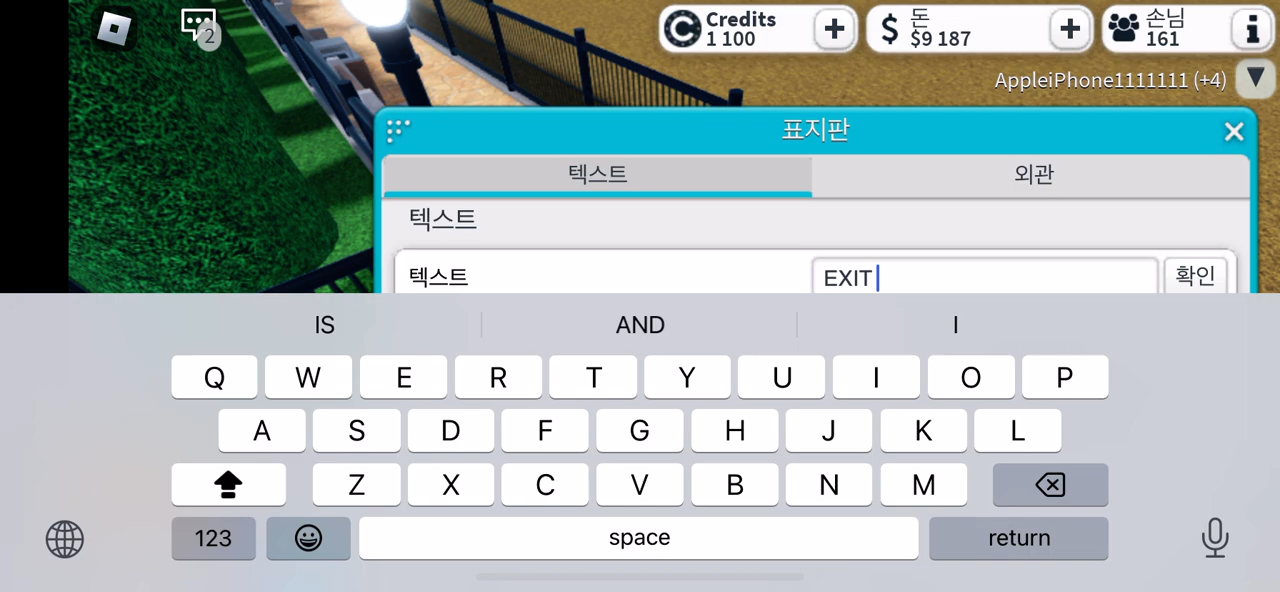 2
Credits
1 100
+
$
돈
$9 187
+
손님
161
i
AppleiPhone1111111 (+4)
표지판
텍스트
외관
텍스트
텍스트
EXIT
확인
IS
AND
I
Q W E R T Y U I O P
A S D F G H J K L
Z X C V B N M
123
space
return